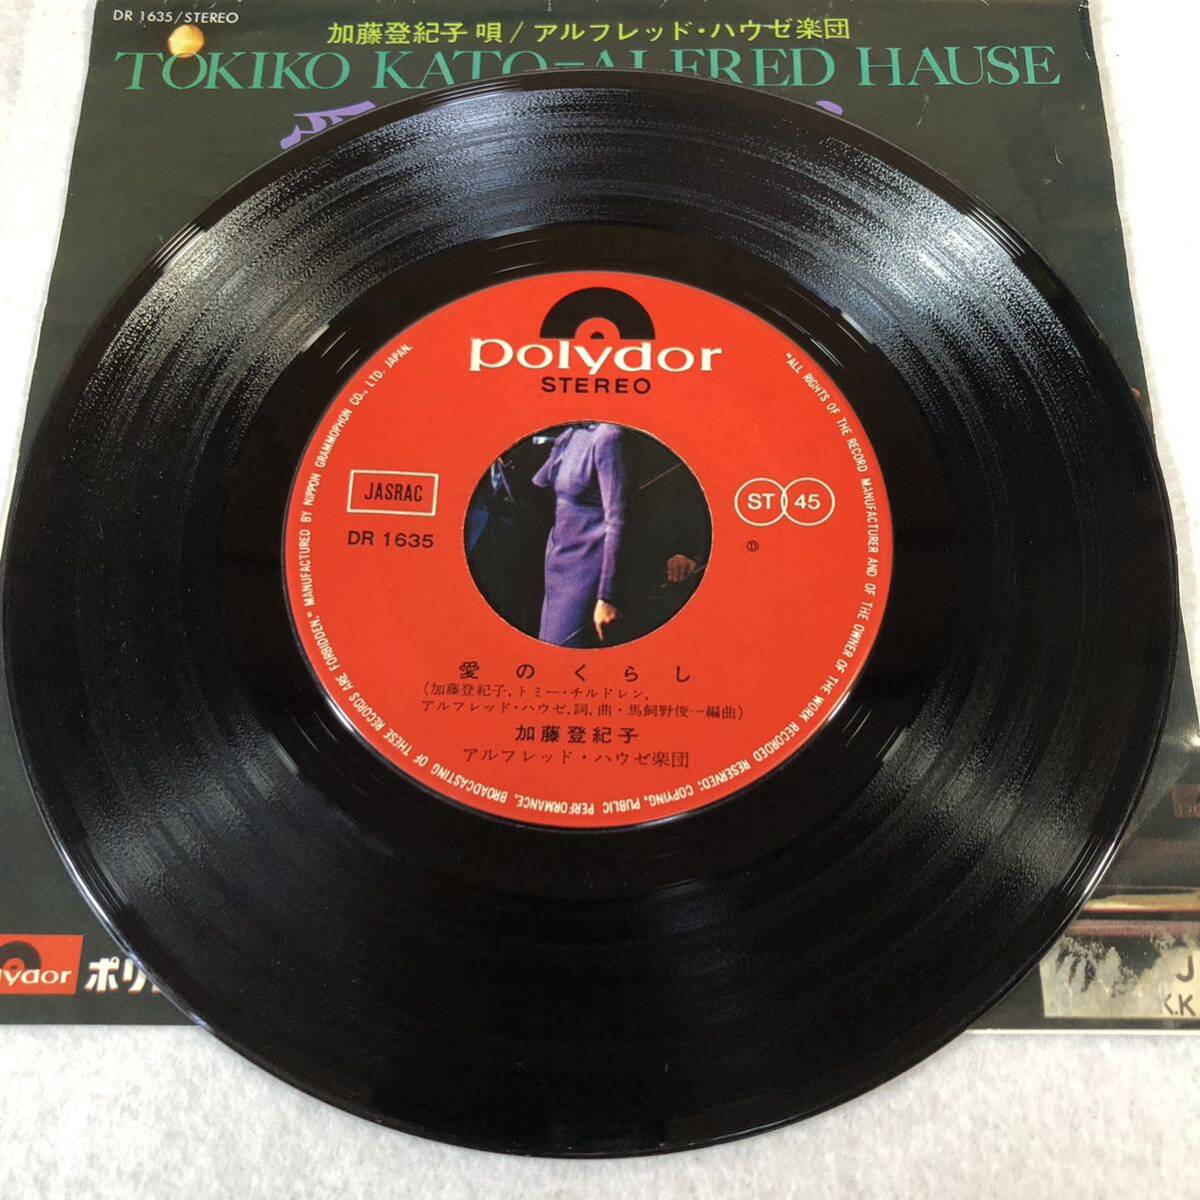 DR 1635/STEREO
加藤登紀子 唄/アルフレッド・ハウゼ楽団
TOKIKO KATO=ALFRED HAUSE
polydor
STEREO
JASRAC
DR 1635
ST 45
Ⓓ
愛のくらし
(加藤登紀子,トミー・チルドレン,
アルフレッド・ハウゼ,詞,曲・馬飼野俊一編曲)
加藤登紀子
アルフレッド・ハウゼ楽団
"ALL RIGHTS OF THE RECORD MANUFACTURER AND OF THE OWNER OF THE WORK RECORDED RESERVED; COPYING, PUBLIC PERFORMANCE, BROADCASTING OF THESE RECORDS ARE FORBIDDEN." MANUFACTURED BY NIPPON GRAMMOPHON CO., LTD. JAPAN.
lydor
ポリ
J
K.K